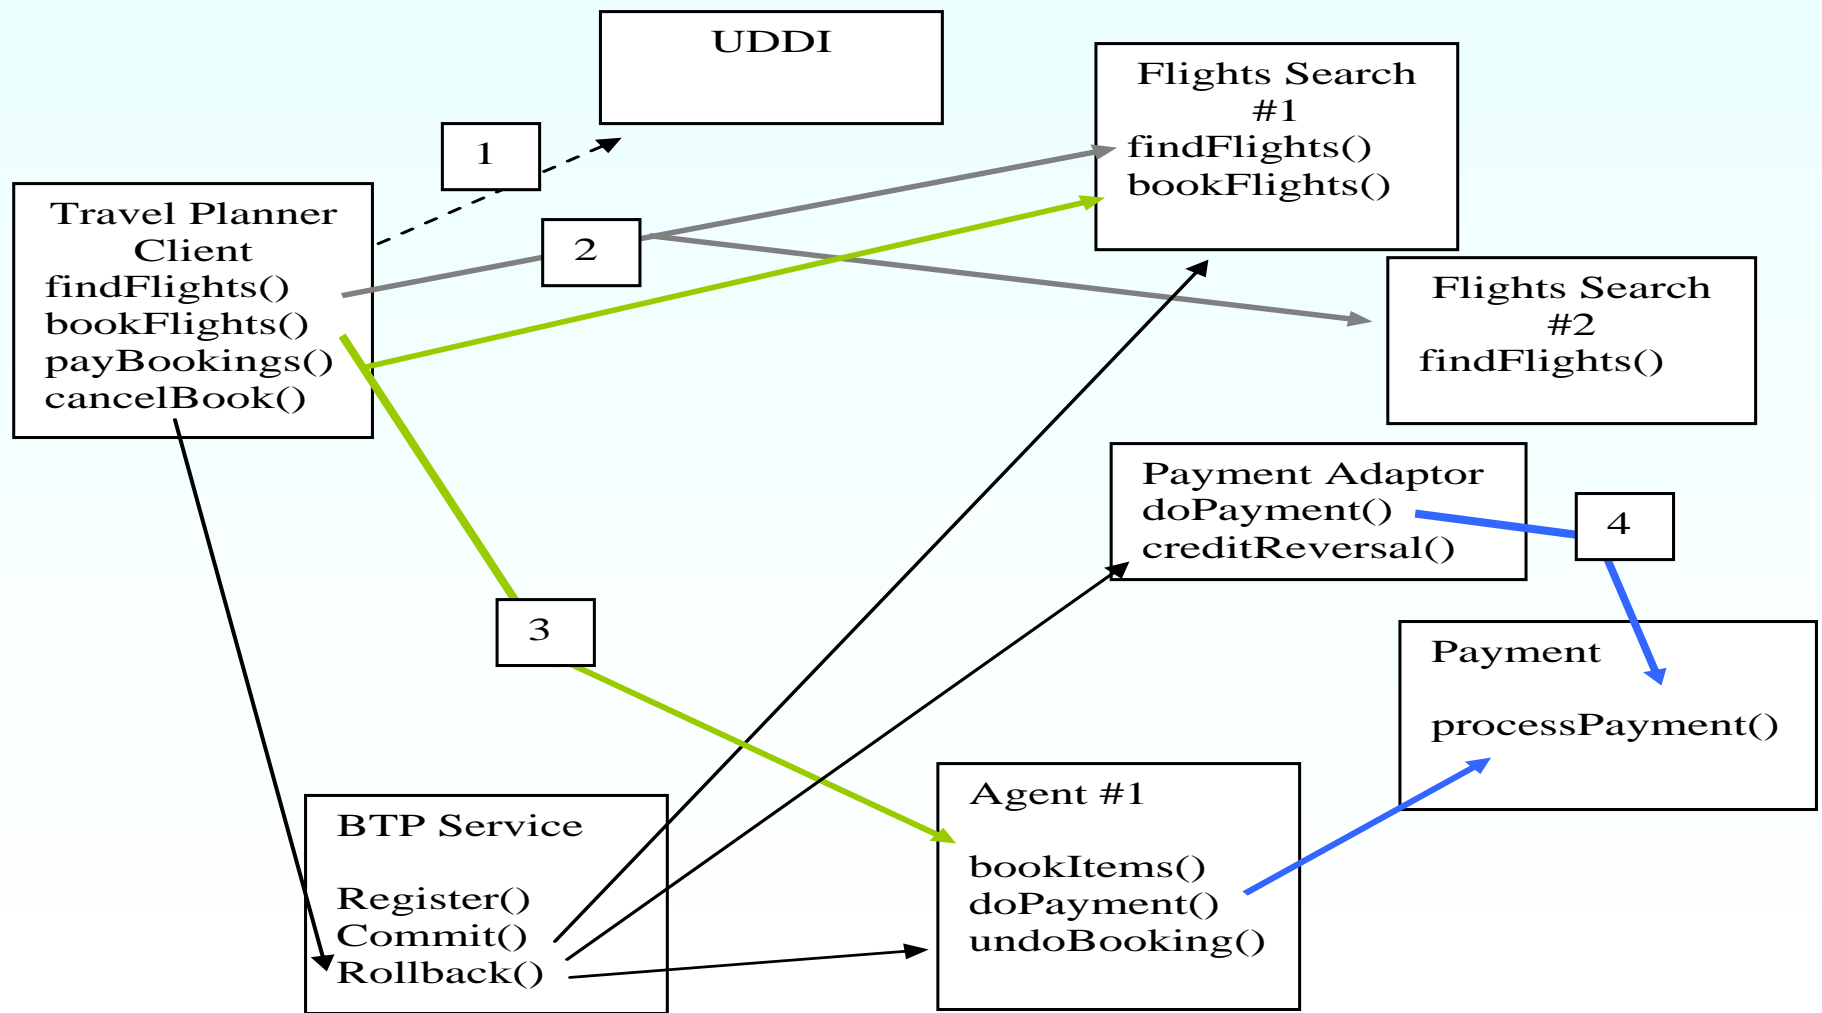 UDDI
Flights Search
#1
findFlights()
bookFlights()
1
Travel Planner
Client
findFlights()
bookFlights()
payBookings()
cancelBook()
2
Flights Search
#2
findFlights()
Payment Adaptor
doPayment()
creditReversal()
4
3
Payment
processPayment()
BTP Service
Register()
Commit()
Rollback()
Agent #1
bookItems()
doPayment()
undoBooking()